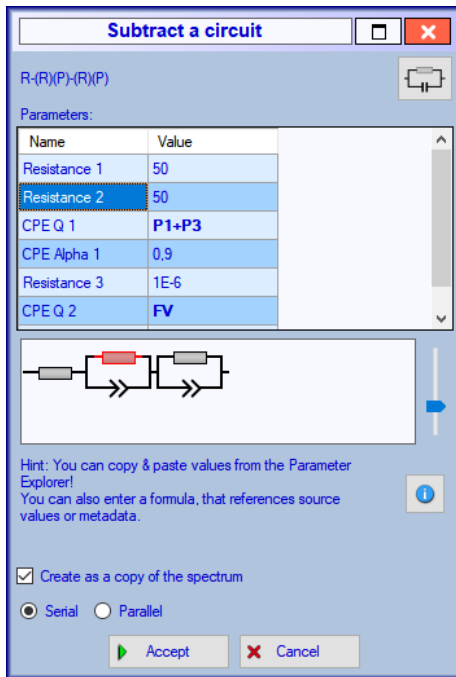 Subtract a circuit
R-(R)(P)-(R)(P)
Parameters:
Name Value
Resistance 1 50
Resistance 2 50
CPE Q 1 P1+P3
CPE Alpha 1 0,9
Resistance 3 1E-6
CPE Q 2 FV
Hint: You can copy & paste values from the Parameter
Explorer!
You can also enter a formula, that references source
values or metadata.
Create as a copy of the spectrum
Serial Parallel
Accept Cancel